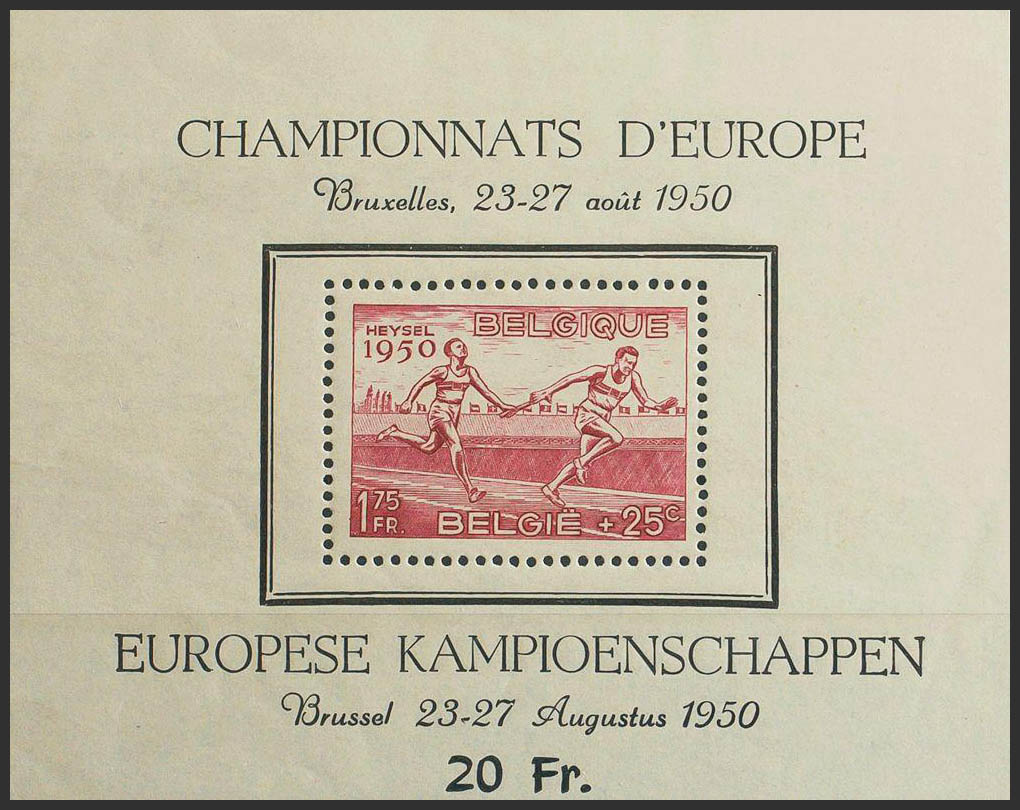 CHAMPIONNATS D'EUROPE
Bruxelles, 23-27 août 1950
HEYSEL BELGIQUE
1950
1 75 FR. BELGIË + 25 C
EUROPESE KAMPIOENSCHAPPEN
Brussel 23-27 Augustus 1950
20 Fr.